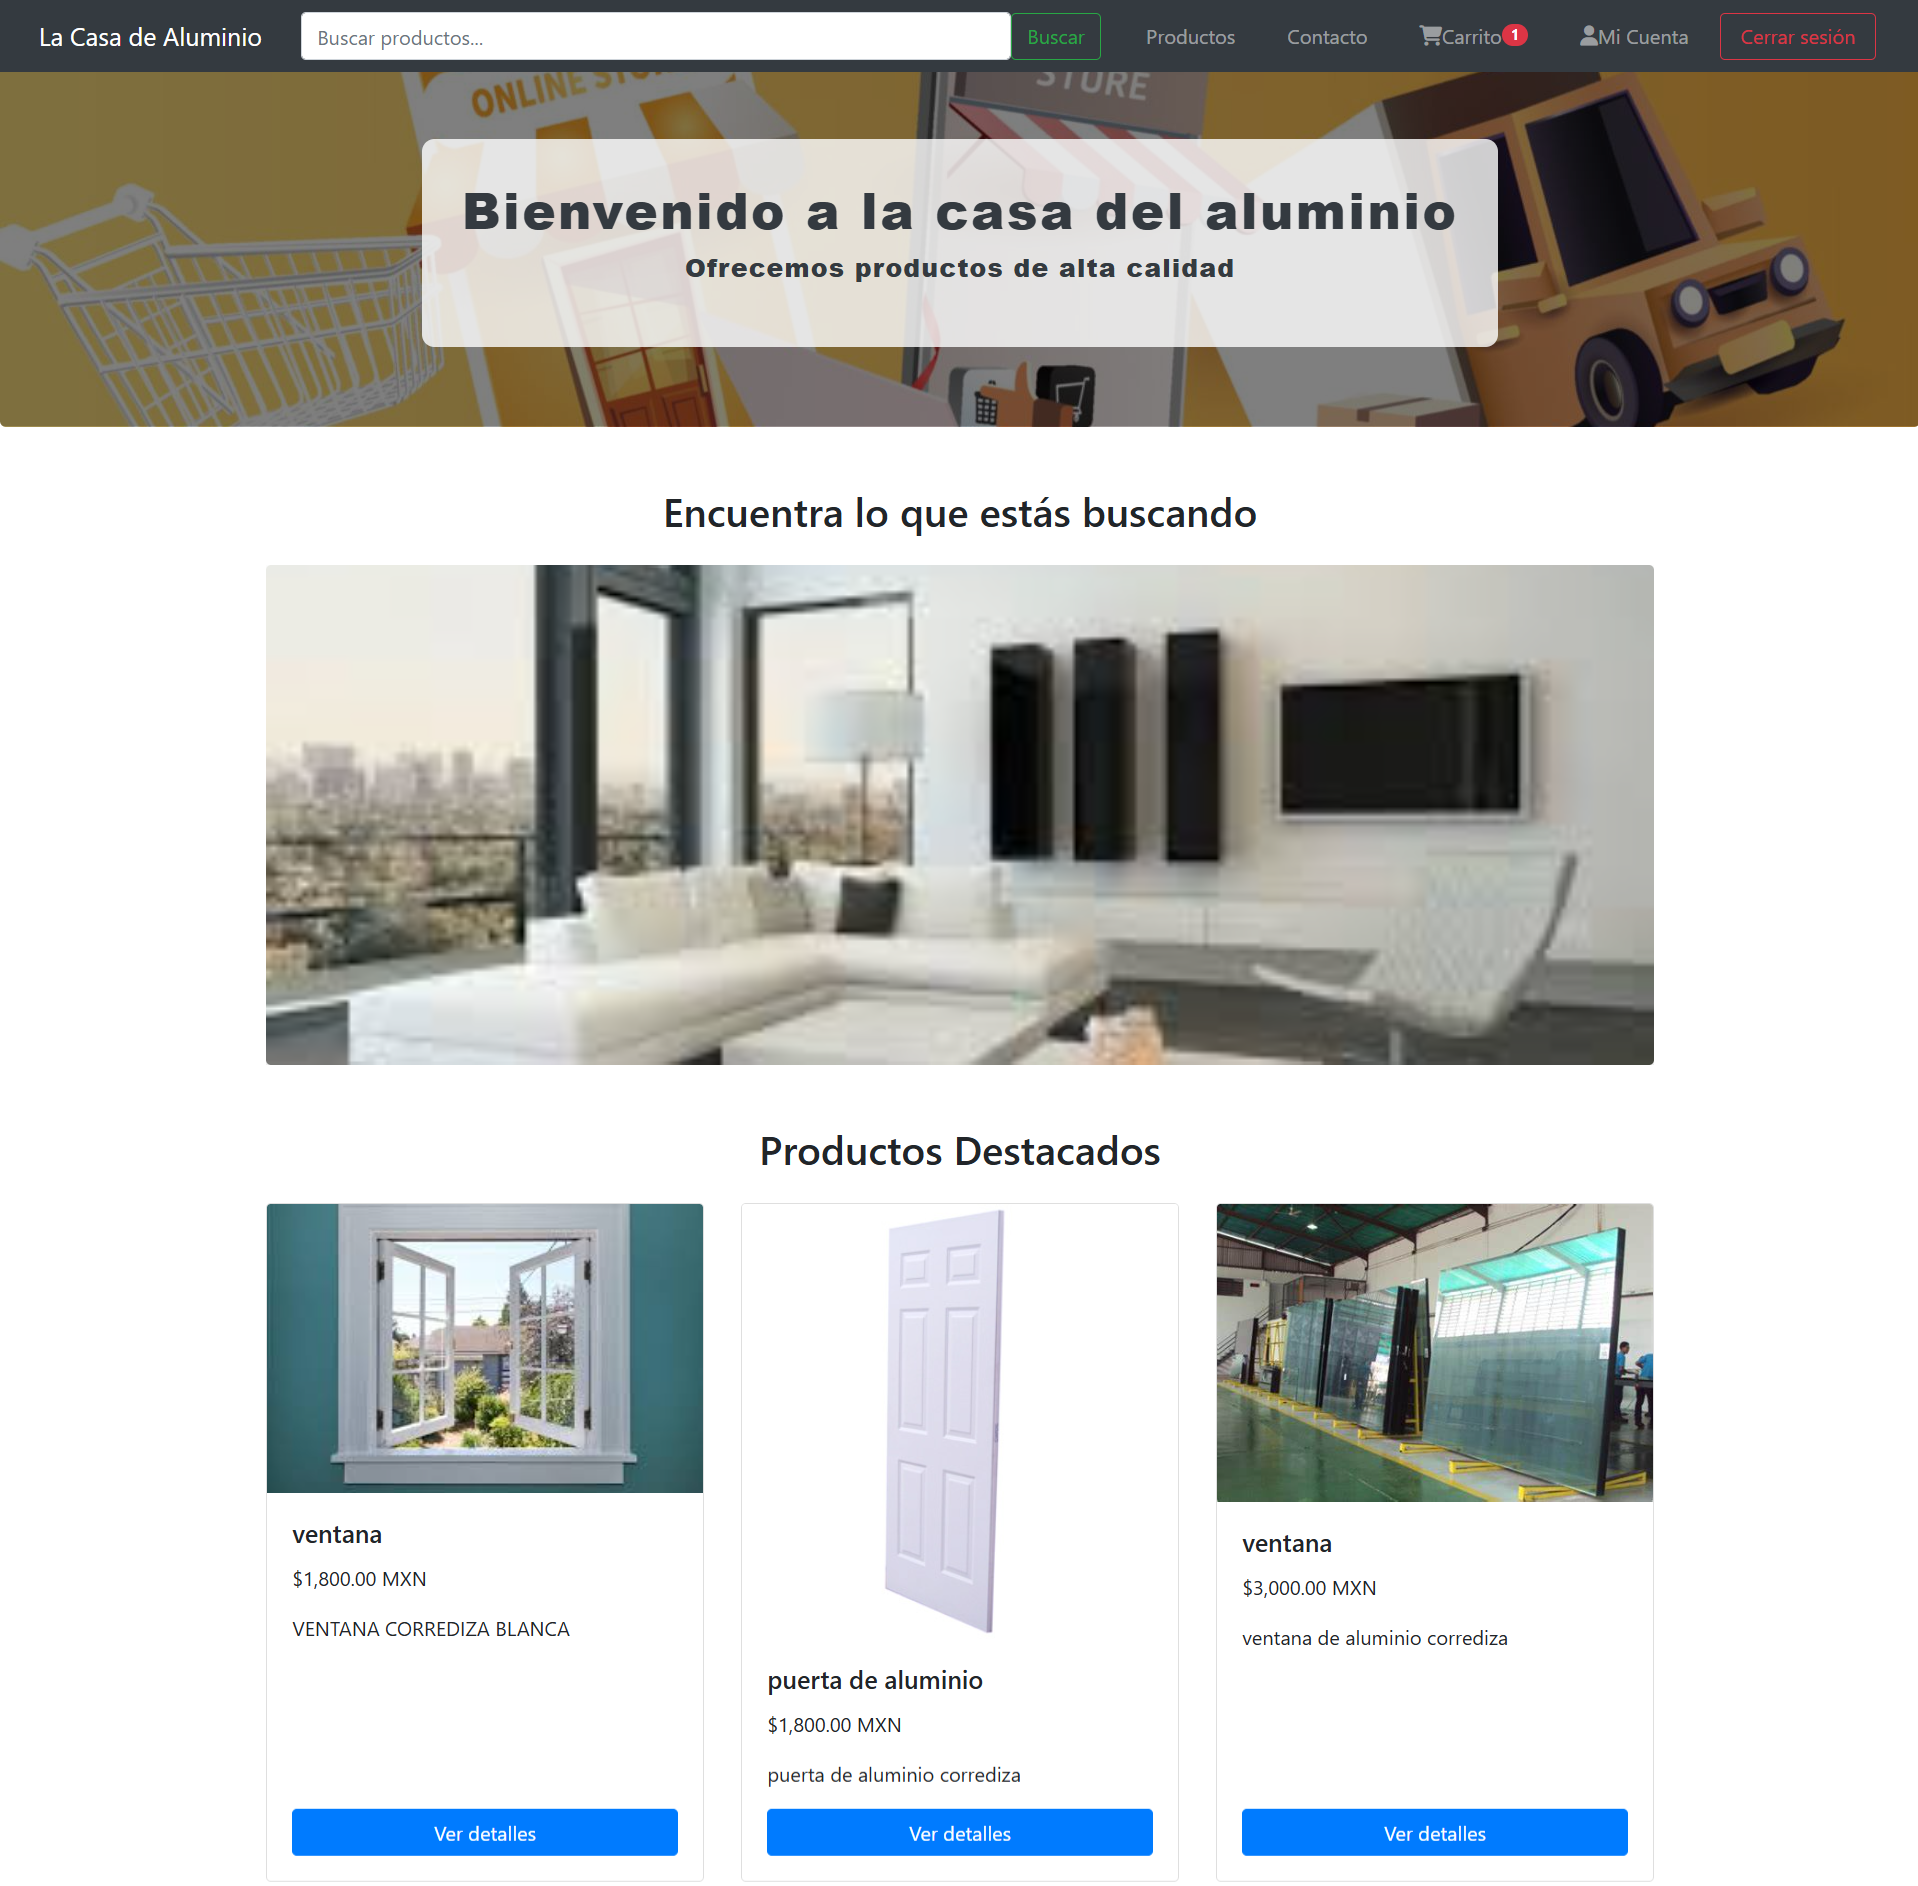 La Casa de Aluminio
Buscar productos...
Buscar
Productos
Contacto
Carrito 1
Mi Cuenta
Cerrar sesión
ONLINE STO
STORE
Bienvenido a la casa del aluminio
Ofrecemos productos de alta calidad
Encuentra lo que estás buscando
Productos Destacados
ventana
$1,800.00 MXN
VENTANA CORREDIZA BLANCA
Ver detalles
puerta de aluminio
$1,800.00 MXN
puerta de aluminio corrediza
Ver detalles
ventana
$3,000.00 MXN
ventana de aluminio corrediza
Ver detalles